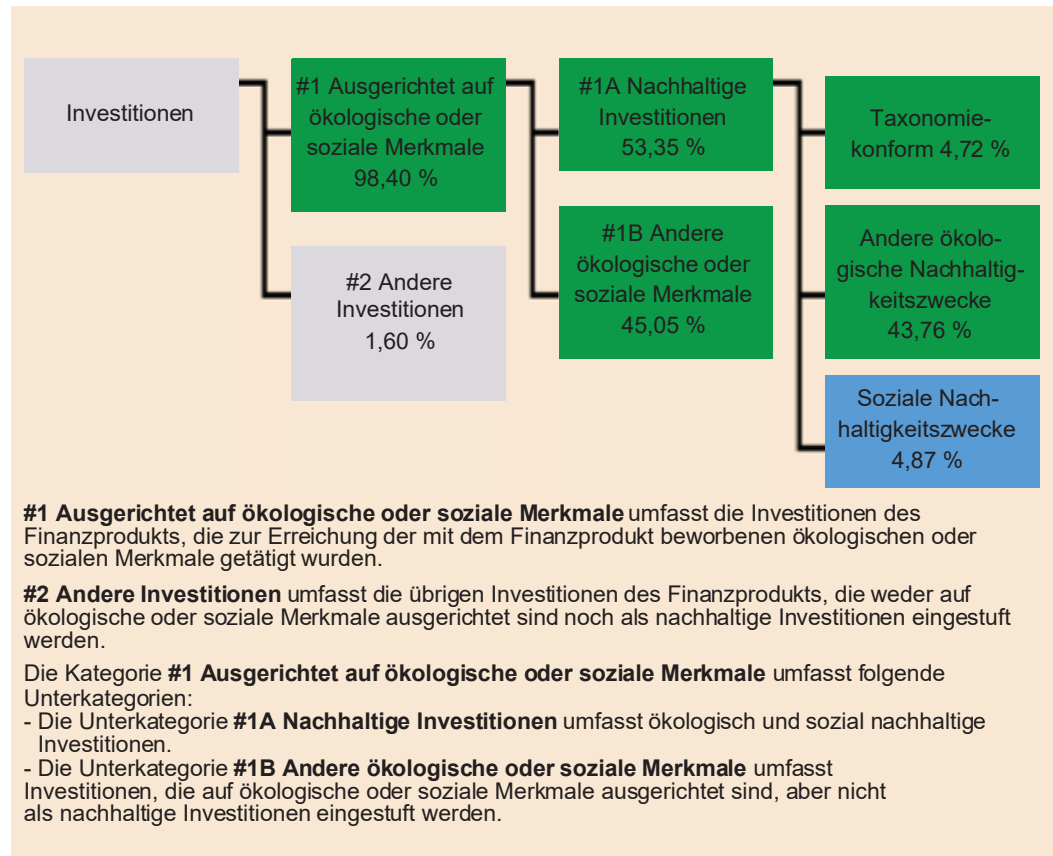 Investitionen
#1 Ausgerichtet auf
ökologische oder
soziale Merkmale
98,40 %
#2 Andere
Investitionen
1,60 %
#1A Nachhaltige
Investitionen
53,35 %
#1B Andere
ökologische oder
soziale Merkmale
45,05 %
Taxonomie-
konform 4,72 %
Andere ökolo-
gische Nachhaltig-
keitszwecke
43,76 %
Soziale Nach-
haltigkeitszwecke
4,87 %
#1 Ausgerichtet auf ökologische oder soziale Merkmale umfasst die Investitionen des
Finanzprodukts, die zur Erreichung der mit dem Finanzprodukt beworbenen ökologischen oder
sozialen Merkmale getätigt wurden.
#2 Andere Investitionen umfasst die übrigen Investitionen des Finanzprodukts, die weder auf
ökologische oder soziale Merkmale ausgerichtet sind noch als nachhaltige Investitionen eingestuft
werden.
Die Kategorie #1 Ausgerichtet auf ökologische oder soziale Merkmale umfasst folgende
Unterkategorien:
- Die Unterkategorie #1A Nachhaltige Investitionen umfasst ökologisch und sozial nachhaltige
Investitionen.
- Die Unterkategorie #1B Andere ökologische oder soziale Merkmale umfasst
Investitionen, die auf ökologische oder soziale Merkmale ausgerichtet sind, aber nicht
als nachhaltige Investitionen eingestuft werden.